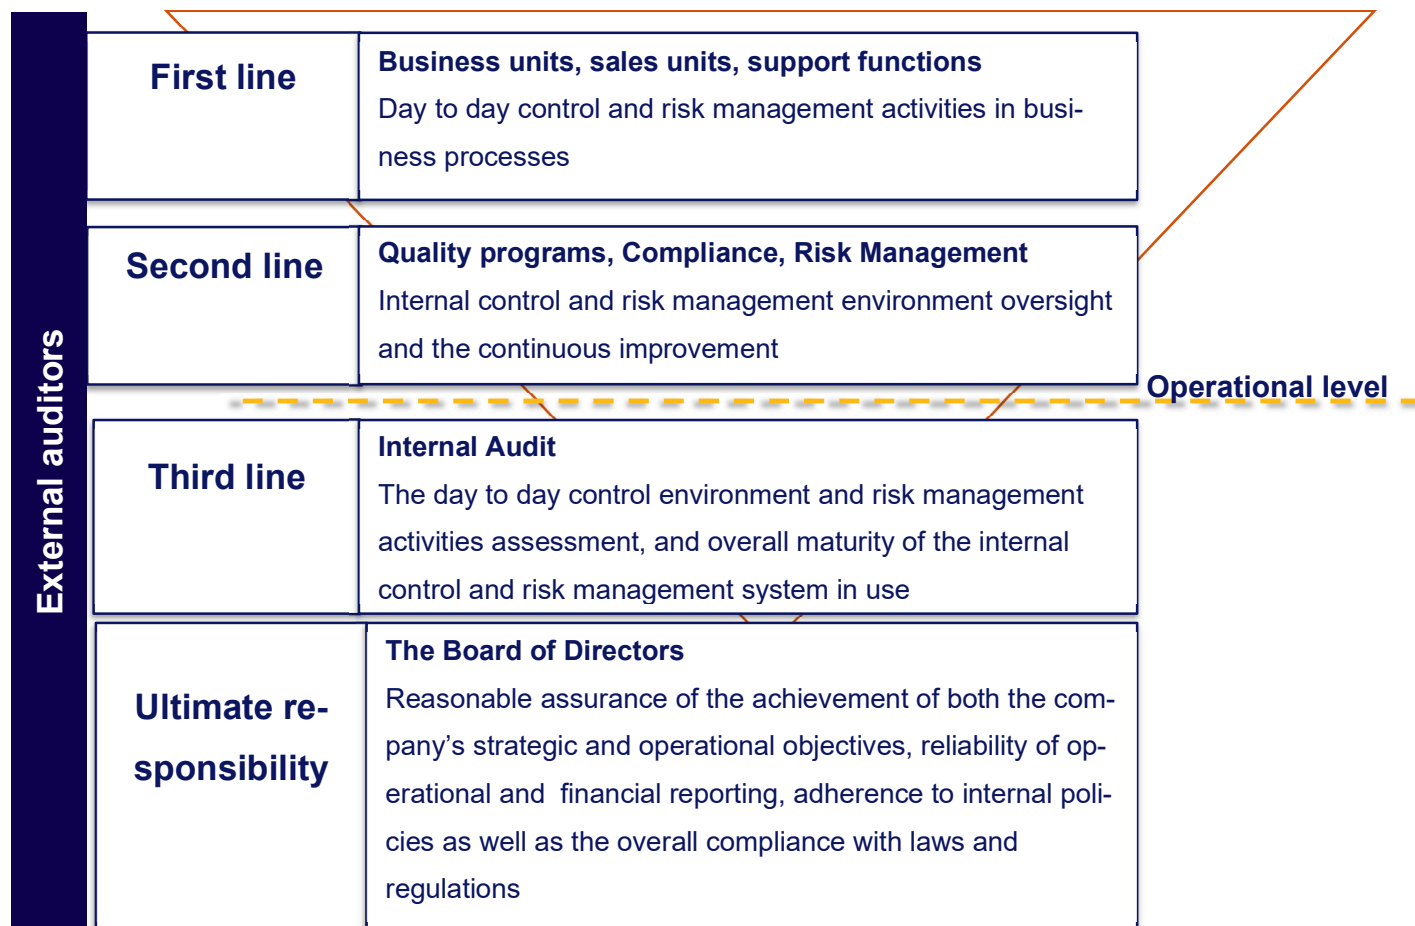 External auditors
First line
Business units, sales units, support functions
Day to day control and risk management activities in busi-
ness processes
Second line
Quality programs, Compliance, Risk Management
Internal control and risk management environment oversight
and the continuous improvement
Operational level
Third line
Internal Audit
The day to day control environment and risk management
activities assessment, and overall maturity of the internal
control and risk management system in use
Ultimate re-
sponsibility
The Board of Directors
Reasonable assurance of the achievement of both the com-
pany’s strategic and operational objectives, reliability of op-
erational and  financial reporting, adherence to internal poli-
cies as well as the overall compliance with laws and
regulations